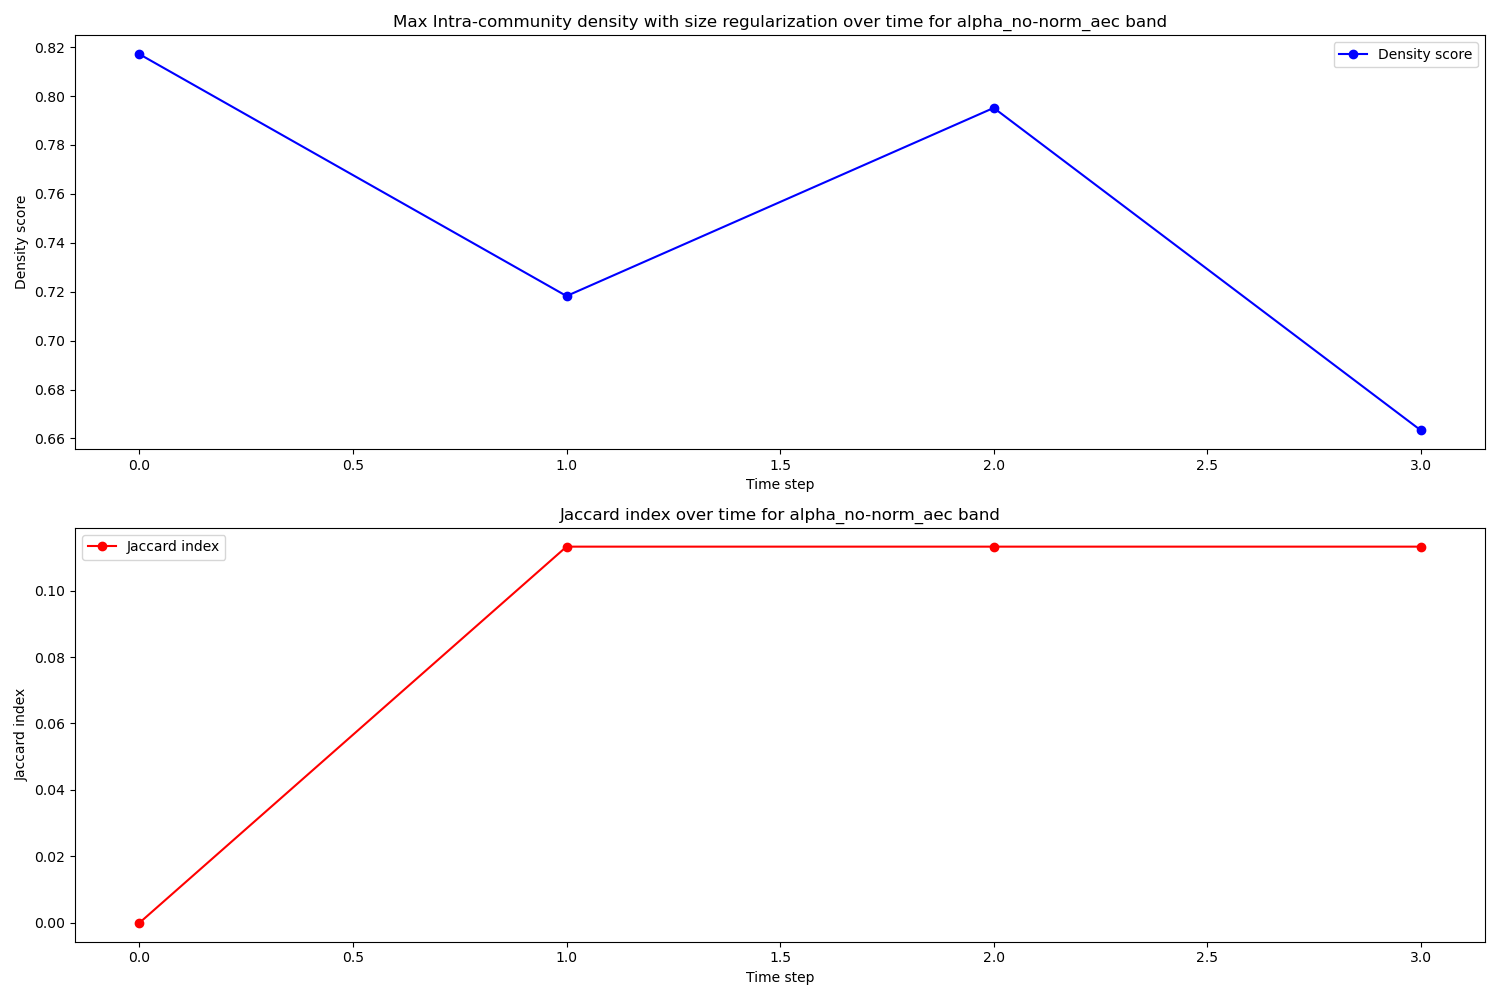 Max Intra-community density with size regularization over time for alpha_no-norm_aec band
Density score
0.82
0.80
0.78
0.76
0.74
0.72
0.70
0.68
0.66
Density score
0.0 0.5 1.0 1.5 2.0 2.5 3.0
Time step
Jaccard index over time for alpha_no-norm_aec band
Jaccard index
0.10
0.08
0.06
0.04
0.02
0.00
Jaccard index
0.0 0.5 1.0 1.5 2.0 2.5 3.0
Time step